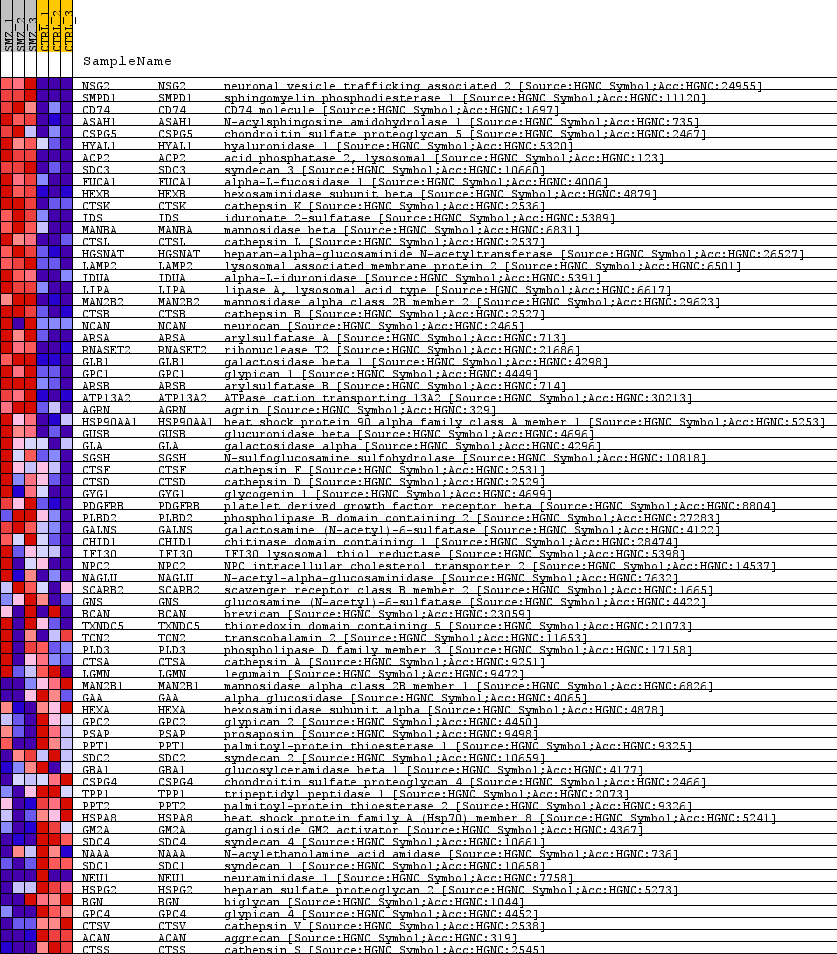 SMZ_1 SMZ_2 SMZ_3 CTRL_1 CTRL_2 CTRL_3
SampleName
NSG2 NSG2 neuronal vesicle trafficking associated 2 [Source:HGNC Symbol;Acc:HGNC:24955]
SMPD1 SMPD1 sphingomyelin phosphodiesterase 1 [Source:HGNC Symbol;Acc:HGNC:11120]
CD74 CD74 CD74 molecule [Source:HGNC Symbol;Acc:HGNC:1697]
ASAH1 ASAH1 N-acylsphingosine amidohydrolase 1 [Source:HGNC Symbol;Acc:HGNC:735]
CSPG5 CSPG5 chondroitin sulfate proteoglycan 5 [Source:HGNC Symbol;Acc:HGNC:2467]
HYAL1 HYAL1 hyaluronidase 1 [Source:HGNC Symbol;Acc:HGNC:5320]
ACP2 ACP2 acid phosphatase 2, lysosomal [Source:HGNC Symbol;Acc:HGNC:123]
SDC3 SDC3 syndecan 3 [Source:HGNC Symbol;Acc:HGNC:10660]
FUCA1 FUCA1 alpha-L-fucosidase 1 [Source:HGNC Symbol;Acc:HGNC:4006]
HEXB HEXB hexosaminidase subunit beta [Source:HGNC Symbol;Acc:HGNC:4879]
CTSK CTSK cathepsin K [Source:HGNC Symbol;Acc:HGNC:2536]
IDS IDS iduronate 2-sulfatase [Source:HGNC Symbol;Acc:HGNC:5389]
MANBA MANBA mannosidase beta [Source:HGNC Symbol;Acc:HGNC:6831]
CTSL CTSL cathepsin L [Source:HGNC Symbol;Acc:HGNC:2537]
HGSNAT HGSNAT heparan-alpha-glucosaminide N-acetyltransferase [Source:HGNC Symbol;Acc:HGNC:26527]
LAMP2 LAMP2 lysosomal associated membrane protein 2 [Source:HGNC Symbol;Acc:HGNC:6501]
IDUA IDUA alpha-L-iduronidase [Source:HGNC Symbol;Acc:HGNC:5391]
LIPA LIPA lipase A, lysosomal acid type [Source:HGNC Symbol;Acc:HGNC:6617]
MAN2B2 MAN2B2 mannosidase alpha class 2B member 2 [Source:HGNC Symbol;Acc:HGNC:29623]
CTSB CTSB cathepsin B [Source:HGNC Symbol;Acc:HGNC:2527]
NCAN NCAN neurocan [Source:HGNC Symbol;Acc:HGNC:2465]
ARSA ARSA arylsulfatase A [Source:HGNC Symbol;Acc:HGNC:713]
RNASET2 RNASET2 ribonuclease T2 [Source:HGNC Symbol;Acc:HGNC:21686]
GLB1 GLB1 galactosidase beta 1 [Source:HGNC Symbol;Acc:HGNC:4298]
GPC1 GPC1 glypican 1 [Source:HGNC Symbol;Acc:HGNC:4449]
ARSB ARSB arylsulfatase B [Source:HGNC Symbol;Acc:HGNC:714]
ATP13A2 ATP13A2 ATPase cation transporting 13A2 [Source:HGNC Symbol;Acc:HGNC:30213]
AGRN AGRN agrin [Source:HGNC Symbol;Acc:HGNC:329]
HSP90AA1 HSP90AA1 heat shock protein 90 alpha family class A member 1 [Source:HGNC Symbol;Acc:HGNC:5253]
GUSB GUSB glucuronidase beta [Source:HGNC Symbol;Acc:HGNC:4696]
GLA GLA galactosidase alpha [Source:HGNC Symbol;Acc:HGNC:4296]
SGSH SGSH N-sulfoglucosamine sulfohydrolase [Source:HGNC Symbol;Acc:HGNC:10818]
CTSF CTSF cathepsin F [Source:HGNC Symbol;Acc:HGNC:2531]
CTSD CTSD cathepsin D [Source:HGNC Symbol;Acc:HGNC:2529]
GYG1 GYG1 glycogenin 1 [Source:HGNC Symbol;Acc:HGNC:4699]
PDGFRB PDGFRB platelet derived growth factor receptor beta [Source:HGNC Symbol;Acc:HGNC:8804]
PLBD2 PLBD2 phospholipase B domain containing 2 [Source:HGNC Symbol;Acc:HGNC:27283]
GALNS GALNS galactosamine (N-acetyl)-6-sulfatase [Source:HGNC Symbol;Acc:HGNC:4122]
CHID1 CHID1 chitinase domain containing 1 [Source:HGNC Symbol;Acc:HGNC:28474]
IFI30 IFI30 IFI30 lysosomal thiol reductase [Source:HGNC Symbol;Acc:HGNC:5398]
NPC2 NPC2 NPC intracellular cholesterol transporter 2 [Source:HGNC Symbol;Acc:HGNC:14537]
NAGLU NAGLU N-acetyl-alpha-glucosaminidase [Source:HGNC Symbol;Acc:HGNC:7632]
SCARB2 SCARB2 scavenger receptor class B member 2 [Source:HGNC Symbol;Acc:HGNC:1665]
GNS GNS glucosamine (N-acetyl)-6-sulfatase [Source:HGNC Symbol;Acc:HGNC:4422]
BCAN BCAN brevican [Source:HGNC Symbol;Acc:HGNC:23059]
TXNDC5 TXNDC5 thioredoxin domain containing 5 [Source:HGNC Symbol;Acc:HGNC:21073]
TCN2 TCN2 transcobalamin 2 [Source:HGNC Symbol;Acc:HGNC:11653]
PLD3 PLD3 phospholipase D family member 3 [Source:HGNC Symbol;Acc:HGNC:17158]
CTSA CTSA cathepsin A [Source:HGNC Symbol;Acc:HGNC:9251]
LGMN LGMN legumain [Source:HGNC Symbol;Acc:HGNC:9472]
MAN2B1 MAN2B1 mannosidase alpha class 2B member 1 [Source:HGNC Symbol;Acc:HGNC:6826]
GAA GAA alpha glucosidase [Source:HGNC Symbol;Acc:HGNC:4065]
HEXA HEXA hexosaminidase subunit alpha [Source:HGNC Symbol;Acc:HGNC:4878]
GPC2 GPC2 glypican 2 [Source:HGNC Symbol;Acc:HGNC:4450]
PSAP PSAP prosaposin [Source:HGNC Symbol;Acc:HGNC:9498]
PPT1 PPT1 palmitoyl-protein thioesterase 1 [Source:HGNC Symbol;Acc:HGNC:9325]
SDC2 SDC2 syndecan 2 [Source:HGNC Symbol;Acc:HGNC:10659]
GBA1 GBA1 glucosylceramidase beta 1 [Source:HGNC Symbol;Acc:HGNC:4177]
CSPG4 CSPG4 chondroitin sulfate proteoglycan 4 [Source:HGNC Symbol;Acc:HGNC:2466]
TPP1 TPP1 tripeptidyl peptidase 1 [Source:HGNC Symbol;Acc:HGNC:2073]
PPT2 PPT2 palmitoyl-protein thioesterase 2 [Source:HGNC Symbol;Acc:HGNC:9326]
HSPA8 HSPA8 heat shock protein family A (Hsp70) member 8 [Source:HGNC Symbol;Acc:HGNC:5241]
GM2A GM2A ganglioside GM2 activator [Source:HGNC Symbol;Acc:HGNC:4367]
SDC4 SDC4 syndecan 4 [Source:HGNC Symbol;Acc:HGNC:10661]
NAAA NAAA N-acylethanolamine acid amidase [Source:HGNC Symbol;Acc:HGNC:736]
SDC1 SDC1 syndecan 1 [Source:HGNC Symbol;Acc:HGNC:10658]
NEU1 NEU1 neuraminidase 1 [Source:HGNC Symbol;Acc:HGNC:7758]
HSPG2 HSPG2 heparan sulfate proteoglycan 2 [Source:HGNC Symbol;Acc:HGNC:5273]
BGN BGN biglycan [Source:HGNC Symbol;Acc:HGNC:1044]
GPC4 GPC4 glypican 4 [Source:HGNC Symbol;Acc:HGNC:4452]
CTSV CTSV cathepsin V [Source:HGNC Symbol;Acc:HGNC:2538]
ACAN ACAN aggrecan [Source:HGNC Symbol;Acc:HGNC:319]
CTSS CTSS cathepsin S [Source:HGNC Symbol;Acc:HGNC:2545]